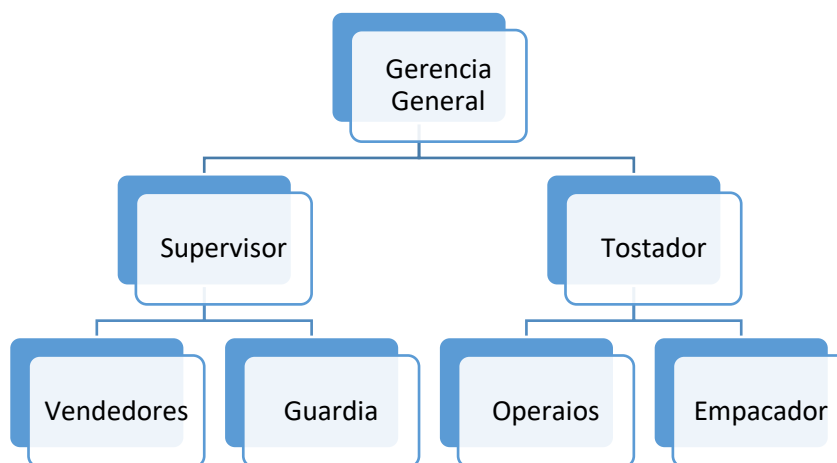 Gerencia
General
Supervisor
Tostador
Vendedores
Guardia
Operaios
Empacador